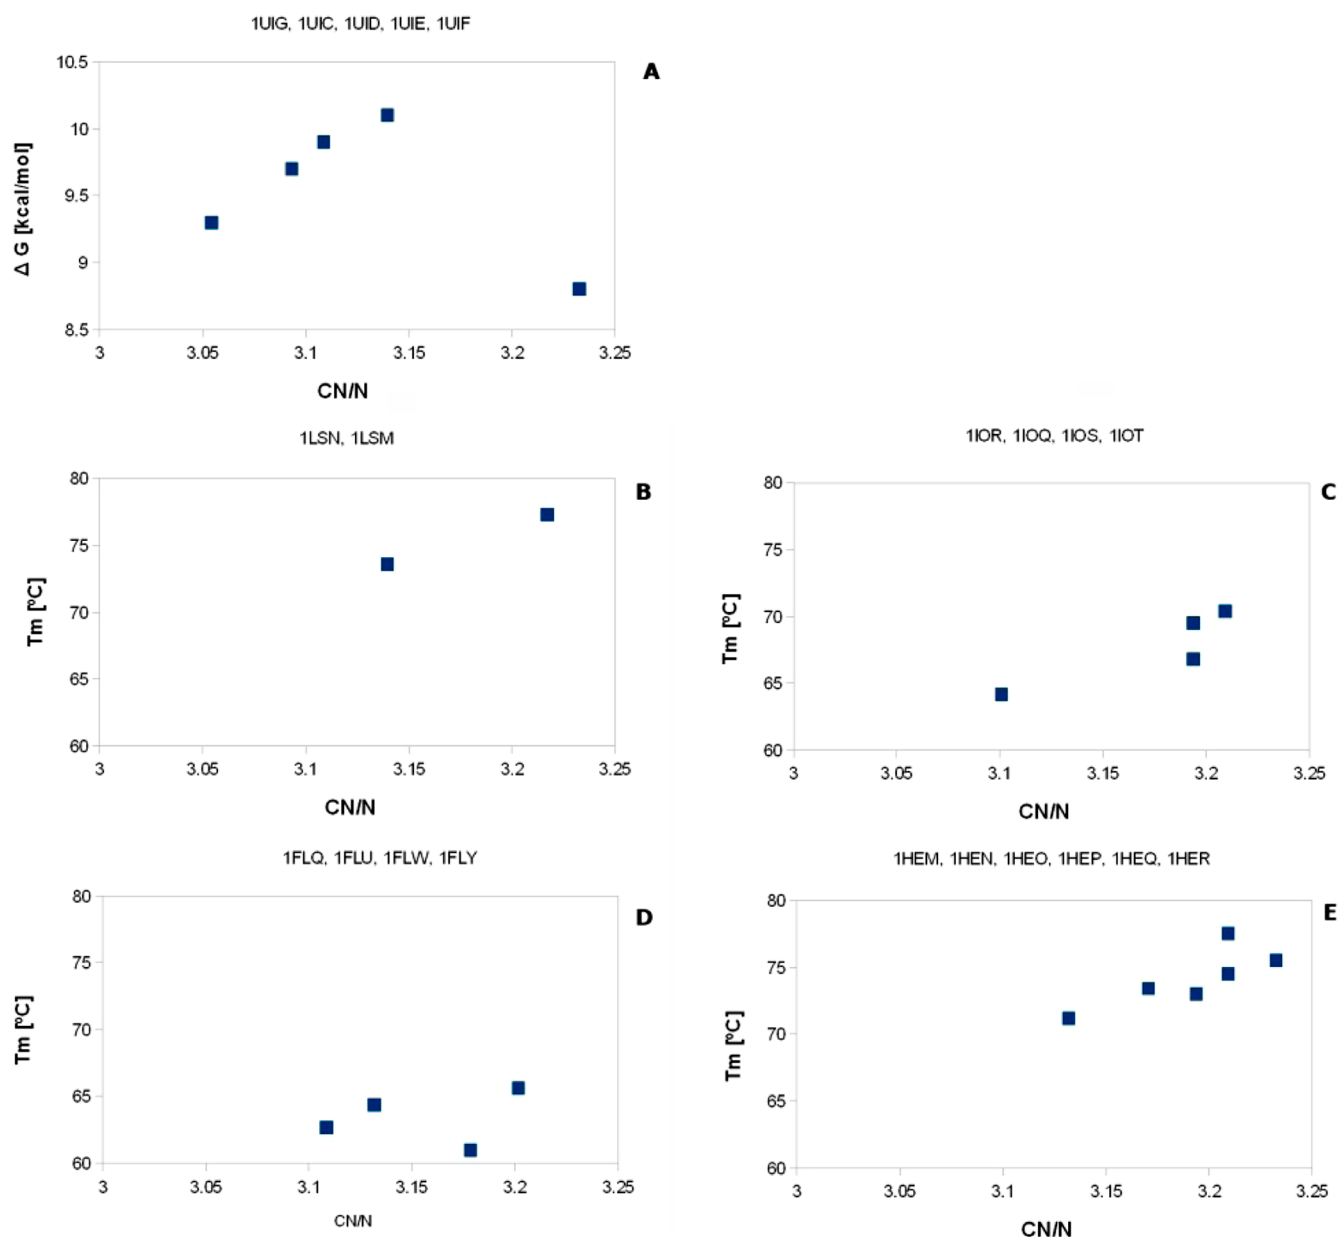 1UIG, 1UIC, 1UID, 1UIE, 1UIF
A
10.5
10
9.5
9
8.5
Δ G [kcal/mol]
3 3.05 3.1 3.15 3.2 3.25
CN/N
1LSN, 1LSM
B
80
75
70
65
60
Tm [ºC]
3 3.05 3.1 3.15 3.2 3.25
CN/N
1IOR, 1IOQ, 1IOS, 1IOT
C
80
75
70
65
60
Tm [ºC]
3 3.05 3.1 3.15 3.2 3.25
CN/N
1FLQ, 1FLU, 1FLW, 1FLY
D
80
75
70
65
60
Tm [ºC]
3 3.05 3.1 3.15 3.2 3.25
CN/N
1HEM, 1HEN, 1HEO, 1HEP, 1HEQ, 1HER
E
80
75
70
65
60
Tm [ºC]
3 3.05 3.1 3.15 3.2 3.25
CN/N